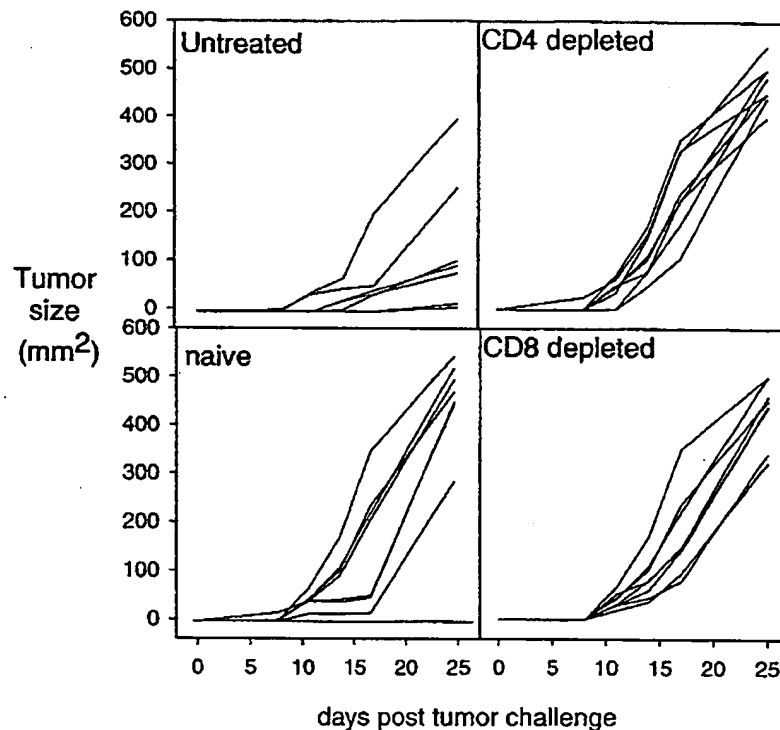 600
500
400
300
200
100
0
Untreated
CD4 depleted
Tumor
size
(mm2)
600
500
400
300
200
100
0
naive
CD8 depleted
0 5 10 15 20 25
0 5 10 15 20 25
days post tumor challenge